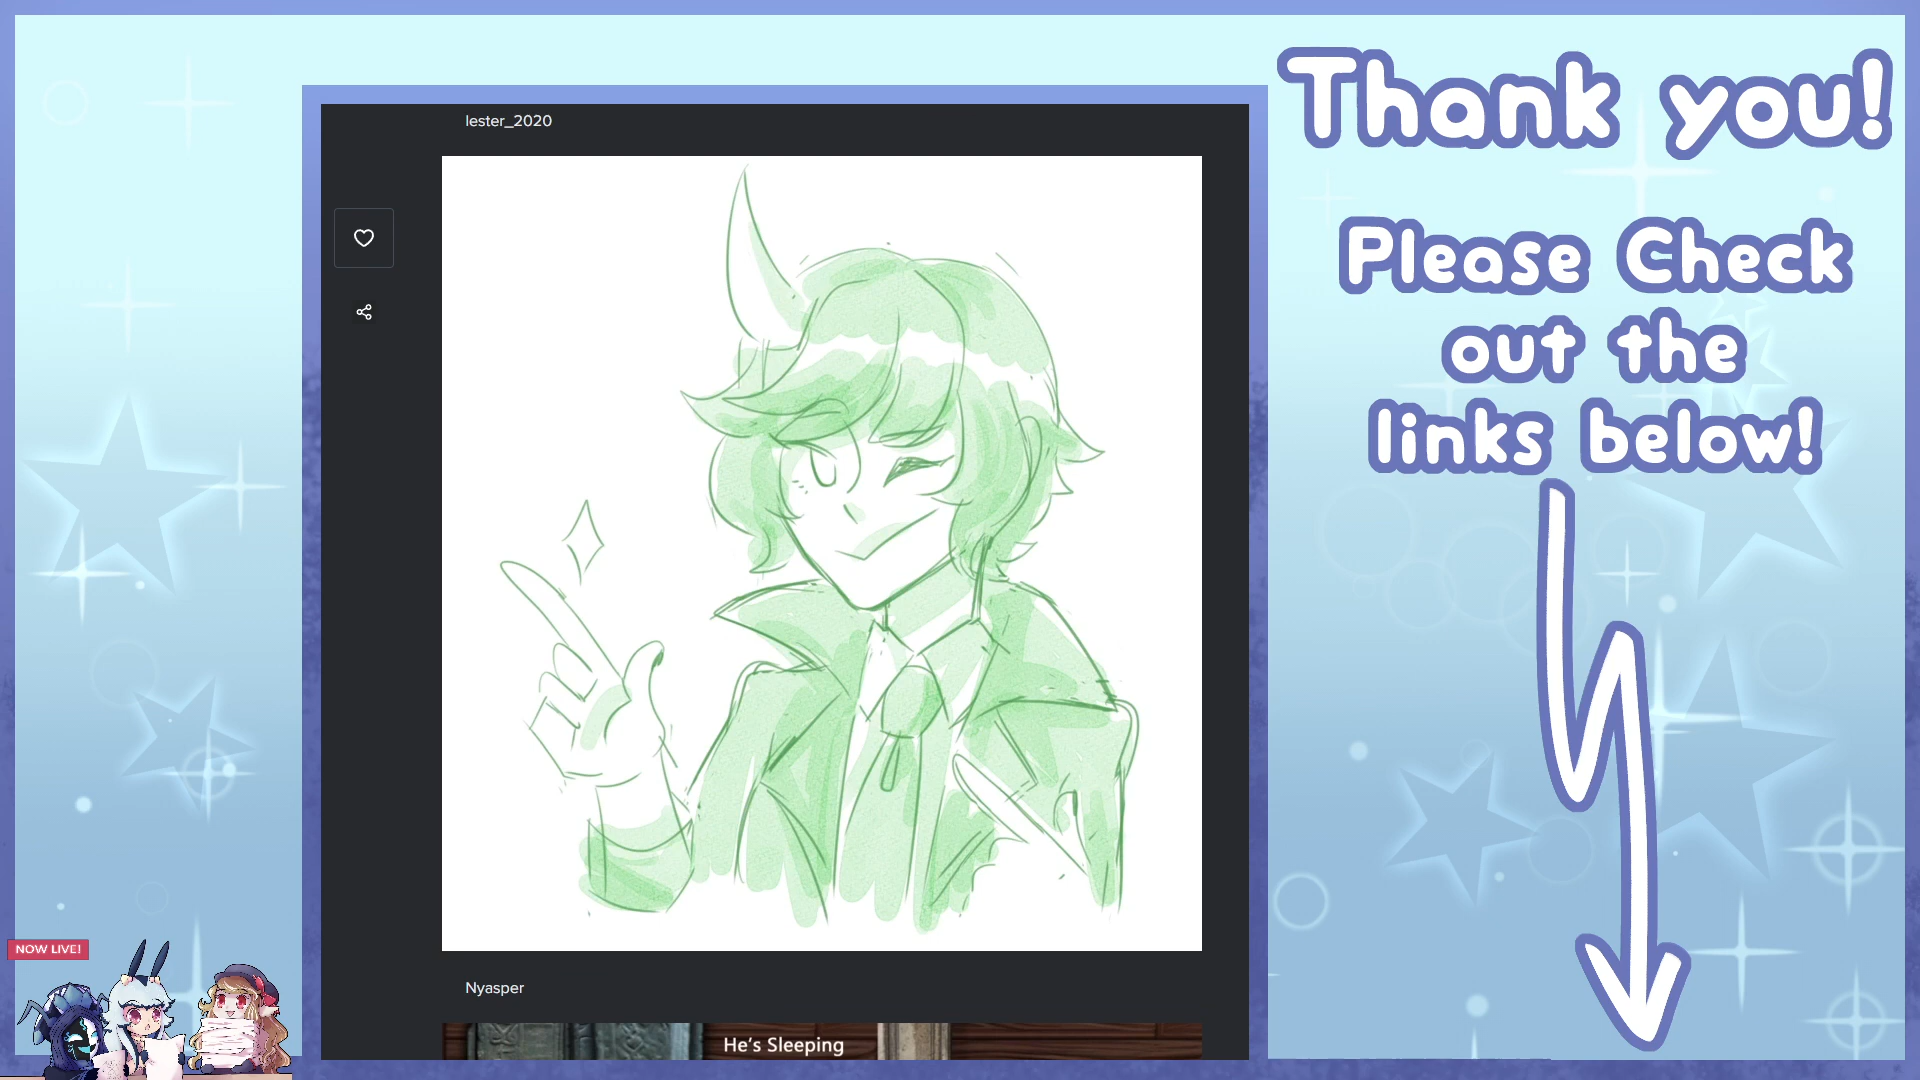 lester_2020
Thank you!
Please Check
out the
links below!
NOW LIVE!
Nyasper
He's Sleeping